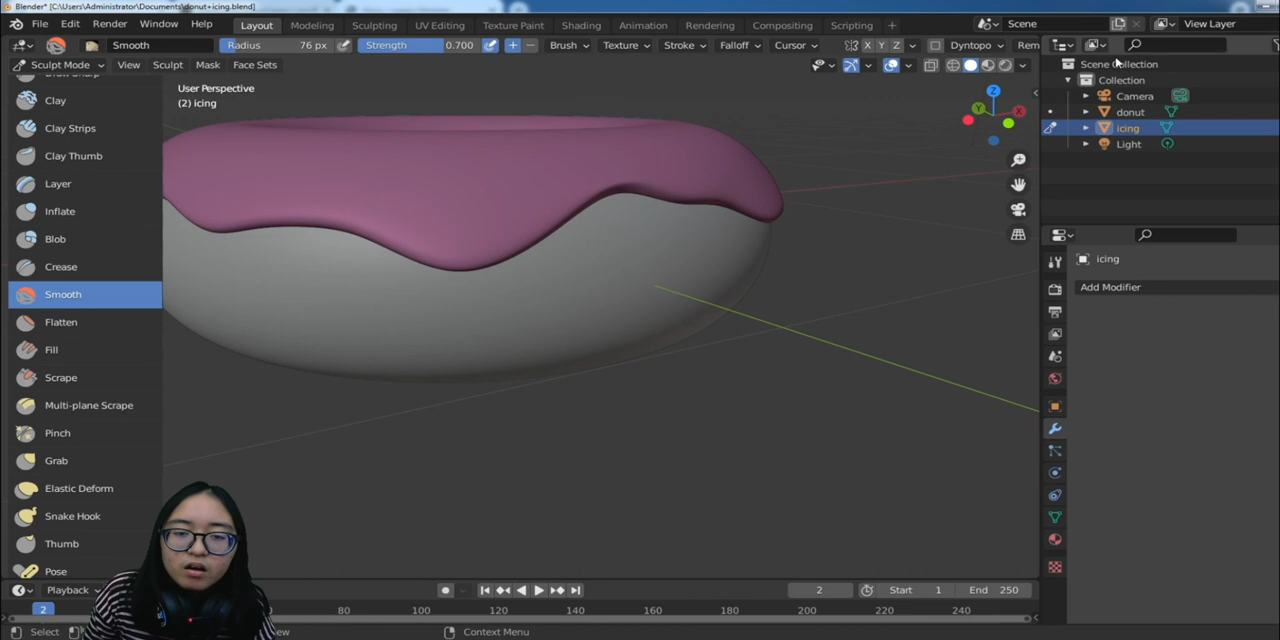 Blender* [C:\Users\Administrator\Documents\donut+icing.blend]
File Edit Render Window Help Layout Modeling Sculpting UV Editing Texture Paint Shading Animation Rendering Compositing Scripting + Scene View Layer
Smooth Radius 76 px Strength 0.700 Brush Texture Stroke Falloff Cursor X Y Z Dyntopo Rem
Sculpt Mode View Sculpt Mask Face Sets
Scene Collection
Collection
Camera
donut
icing
Light
icing
Add Modifier
User Perspective
(2) icing
Z
Y
X
Draw Sharp
Clay
Clay Strips
Clay Thumb
Layer
Inflate
Blob
Crease
Smooth
Flatten
Fill
Scrape
Multi-plane Scrape
Pinch
Grab
Elastic Deform
Snake Hook
Thumb
Pose
Playback 2 Start 1 End 250
2 80 100 120 140 160 180 200 220 240
Select Context Menu